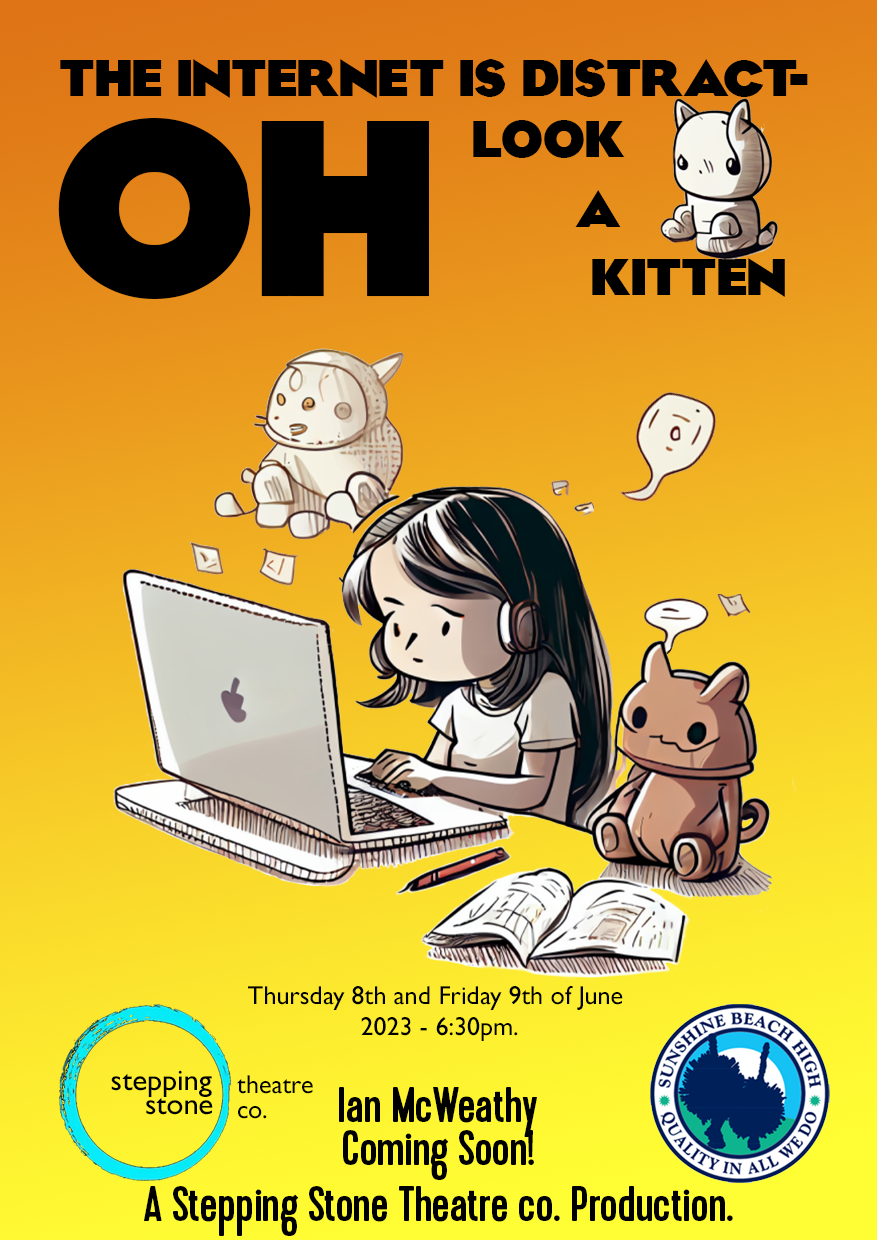 THE INTERNET IS DISTRACT-
OH
LOOK
A
KITTEN
Thursday 8th and Friday 9th of June
2023 - 6:30pm.
stepping
stone
theatre
co.
Ian McWeathy
Coming Soon!
SUNSHINE BEACH HIGH
QUALITY IN ALL WE DO
A Stepping Stone Theatre co. Production.